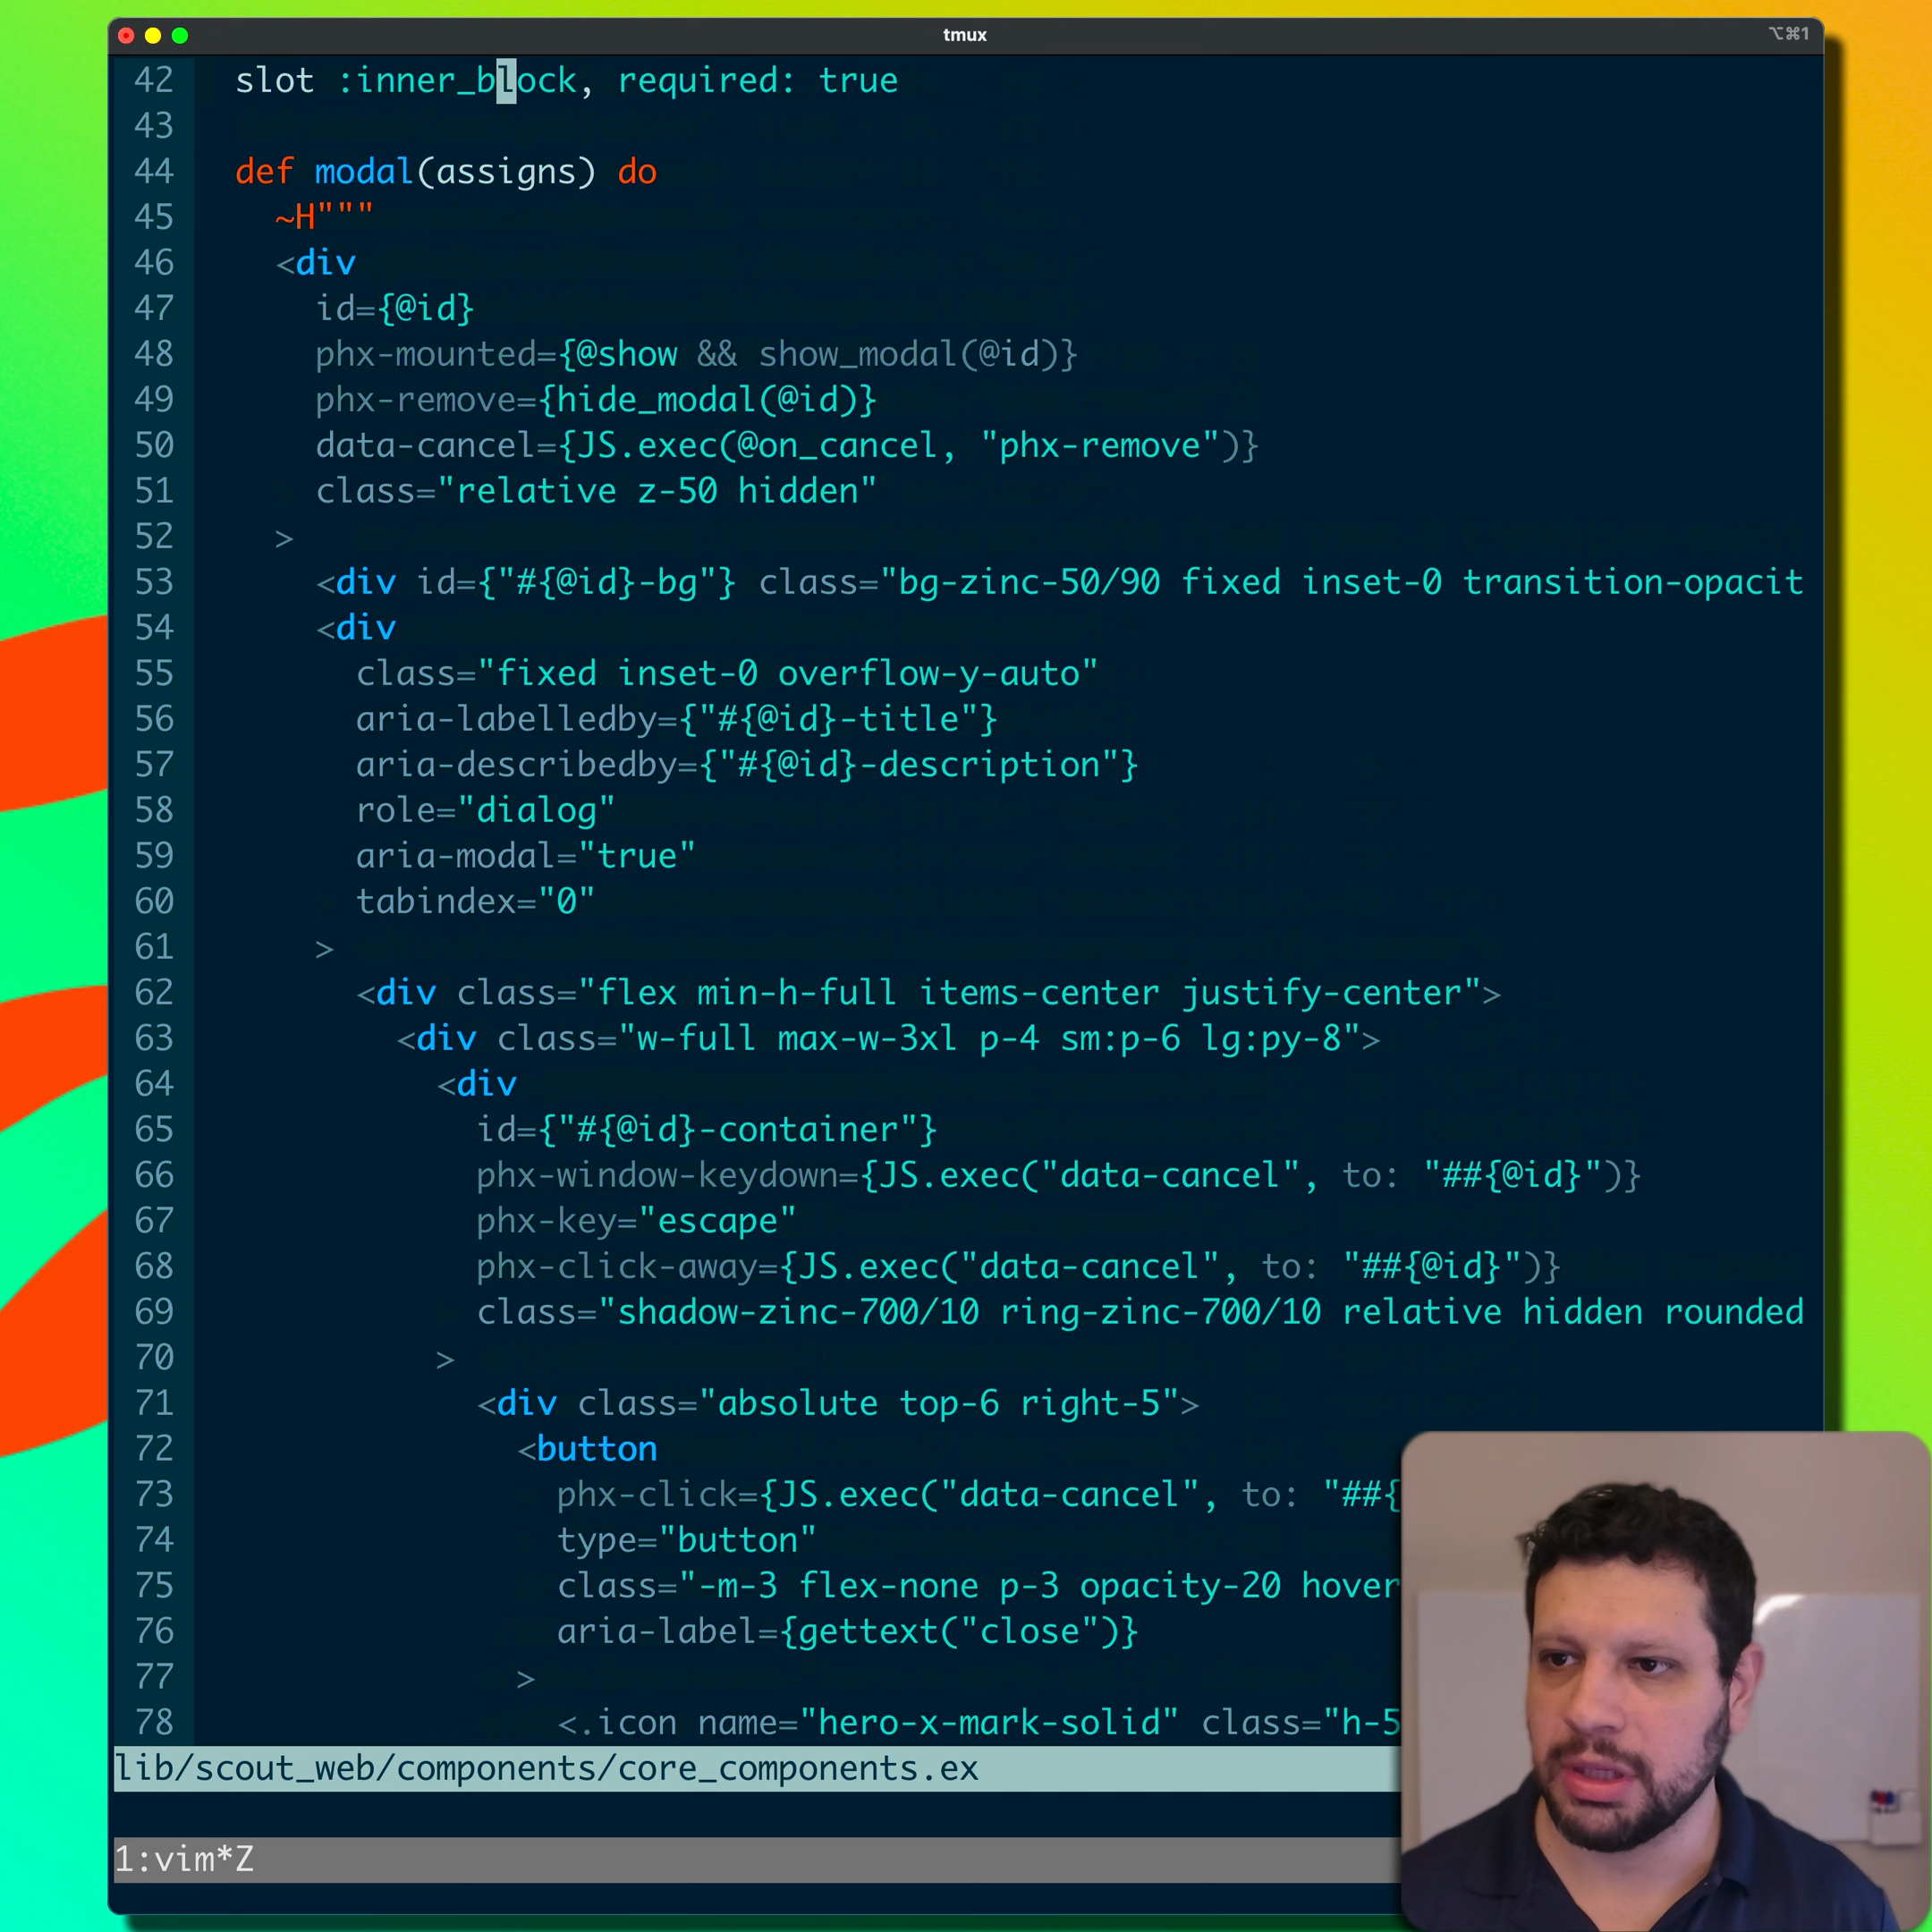 tmux
⌥⌘1
42 slot :inner_block, required: true
43
44 def modal(assigns) do
45 ~H"""
46 <div
47 id={@id}
48 phx-mounted={@show && show_modal(@id)}
49 phx-remove={hide_modal(@id)}
50 data-cancel={JS.exec(@on_cancel, "phx-remove")}
51 class="relative z-50 hidden"
52 >
53 <div id={"#{@id}-bg"} class="bg-zinc-50/90 fixed inset-0 transition-opacit
54 <div
55 class="fixed inset-0 overflow-y-auto"
56 aria-labelledby={"#{@id}-title"}
57 aria-describedby={"#{@id}-description"}
58 role="dialog"
59 aria-modal="true"
60 tabindex="0"
61 >
62 <div class="flex min-h-full items-center justify-center">
63 <div class="w-full max-w-3xl p-4 sm:p-6 lg:py-8">
64 <div
65 id={"#{@id}-container"}
66 phx-window-keydown={JS.exec("data-cancel", to: "##{@id}")}
67 phx-key="escape"
68 phx-click-away={JS.exec("data-cancel", to: "##{@id}")}
69 class="shadow-zinc-700/10 ring-zinc-700/10 relative hidden rounded
70 >
71 <div class="absolute top-6 right-5">
72 <button
73 phx-click={JS.exec("data-cancel", to: "##{
74 type="button"
75 class="-m-3 flex-none p-3 opacity-20 hover
76 aria-label={gettext("close")}
77 >
78 <.icon name="hero-x-mark-solid" class="h-5
lib/scout_web/components/core_components.ex
1:vim*Z